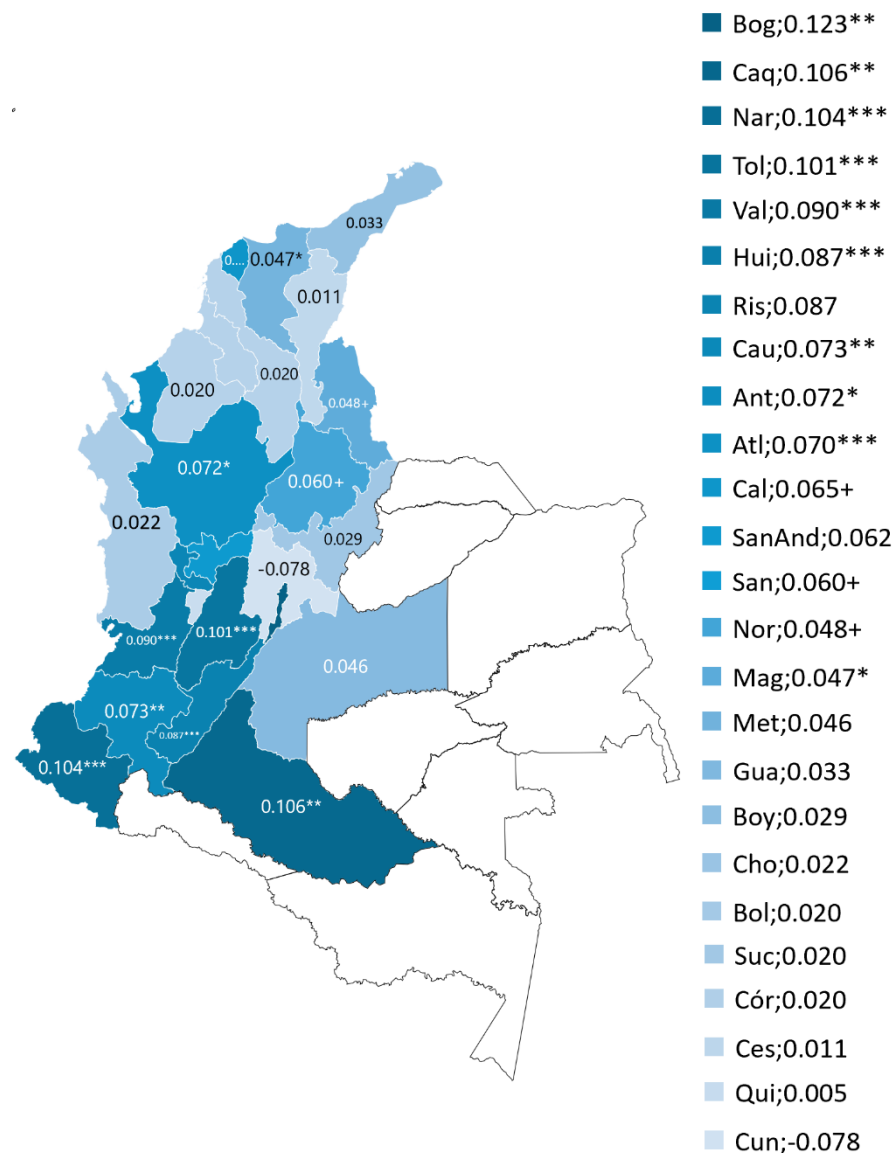 Bog;0.123**
Caq;0.106**
Nar;0.104***
Tol;0.101***
Val;0.090***
Hui;0.087***
Ris;0.087
Cau;0.073**
Ant;0.072*
Atl;0.070***
Cal;0.065+
SanAnd;0.062
San;0.060+
Nor;0.048+
Mag;0.047*
Met;0.046
Gua;0.033
Boy;0.029
Cho;0.022
Bol;0.020
Suc;0.020
Cór;0.020
Ces;0.011
Qui;0.005
Cun;-0.078
0.033
0....
0.047*
0.011
0.020
0.020
0.048+
0.072*
0.060+
0.022
0.029
-0.078
0.090***
0.101***
0.046
0.073**
0.087***
0.104***
0.106**